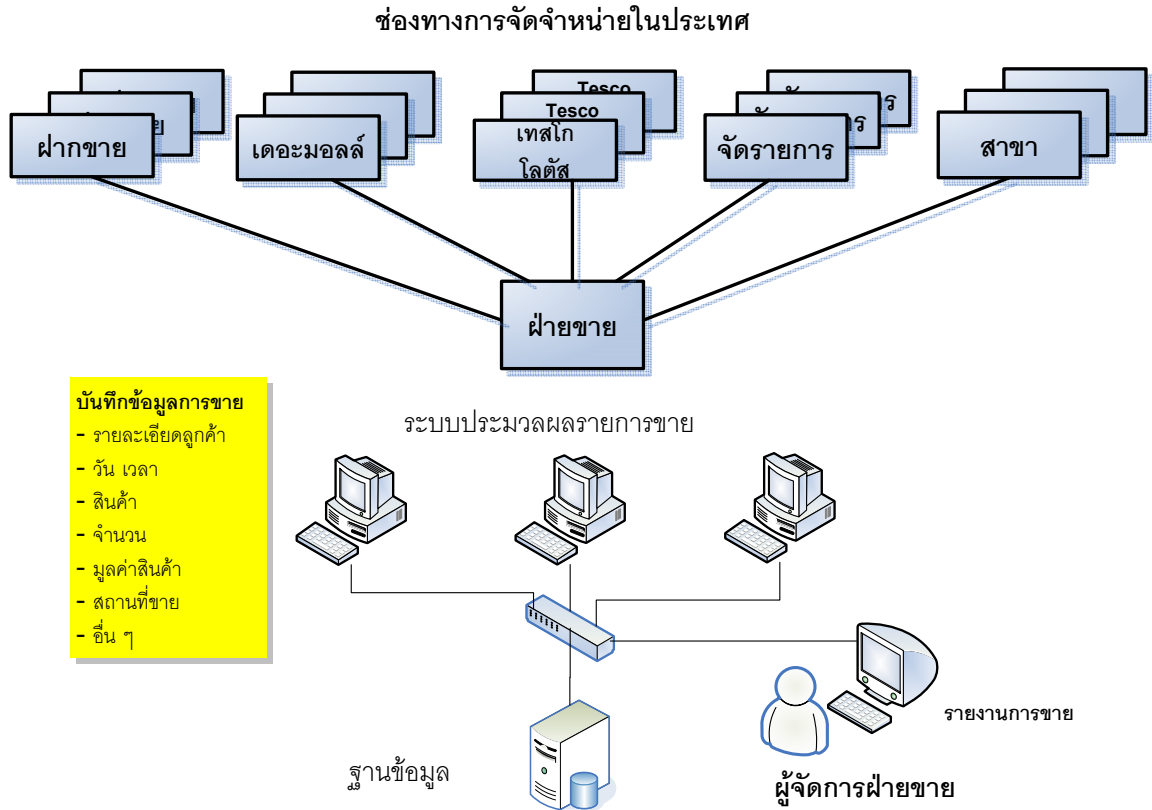 ช่องทางการจัดจำหน่ายในประเทศ
Tesco
Tesco
ฝากขาย
เดอะมอลล์
เทสโก
โลตัส
จัดรายการ
สาขา
ฝ่ายขาย
บันทึกข้อมูลการขาย
- รายละเอียดลูกค้า
- วัน เวลา
- สินค้า
- จำนวน
- มูลค่าสินค้า
- สถานที่ขาย
- อื่น ๆ
ระบบประมวลผลรายการขาย
รายงานการขาย
ฐานข้อมูล
ผู้จัดการฝ่ายขาย